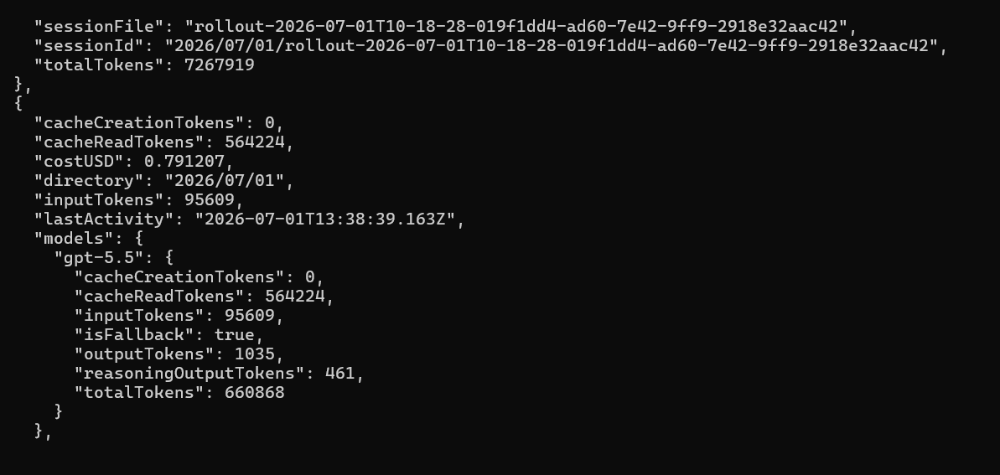 "sessionFile": "rollout-2026-07-01T10-18-28-019f1dd4-ad60-7e42-9ff9-2918e32aac42",
"sessionId": "2026/07/01/rollout-2026-07-01T10-18-28-019f1dd4-ad60-7e42-9ff9-2918e32aac42",
"totalTokens": 7267919
},
{
"cacheCreationTokens": 0,
"cacheReadTokens": 564224,
"costUSD": 0.791207,
"directory": "2026/07/01",
"inputTokens": 95609,
"lastActivity": "2026-07-01T13:38:39.163Z",
"models": {
"gpt-5.5": {
"cacheCreationTokens": 0,
"cacheReadTokens": 564224,
"inputTokens": 95609,
"isFallback": true,
"outputTokens": 1035,
"reasoningOutputTokens": 461,
"totalTokens": 660868
}
},